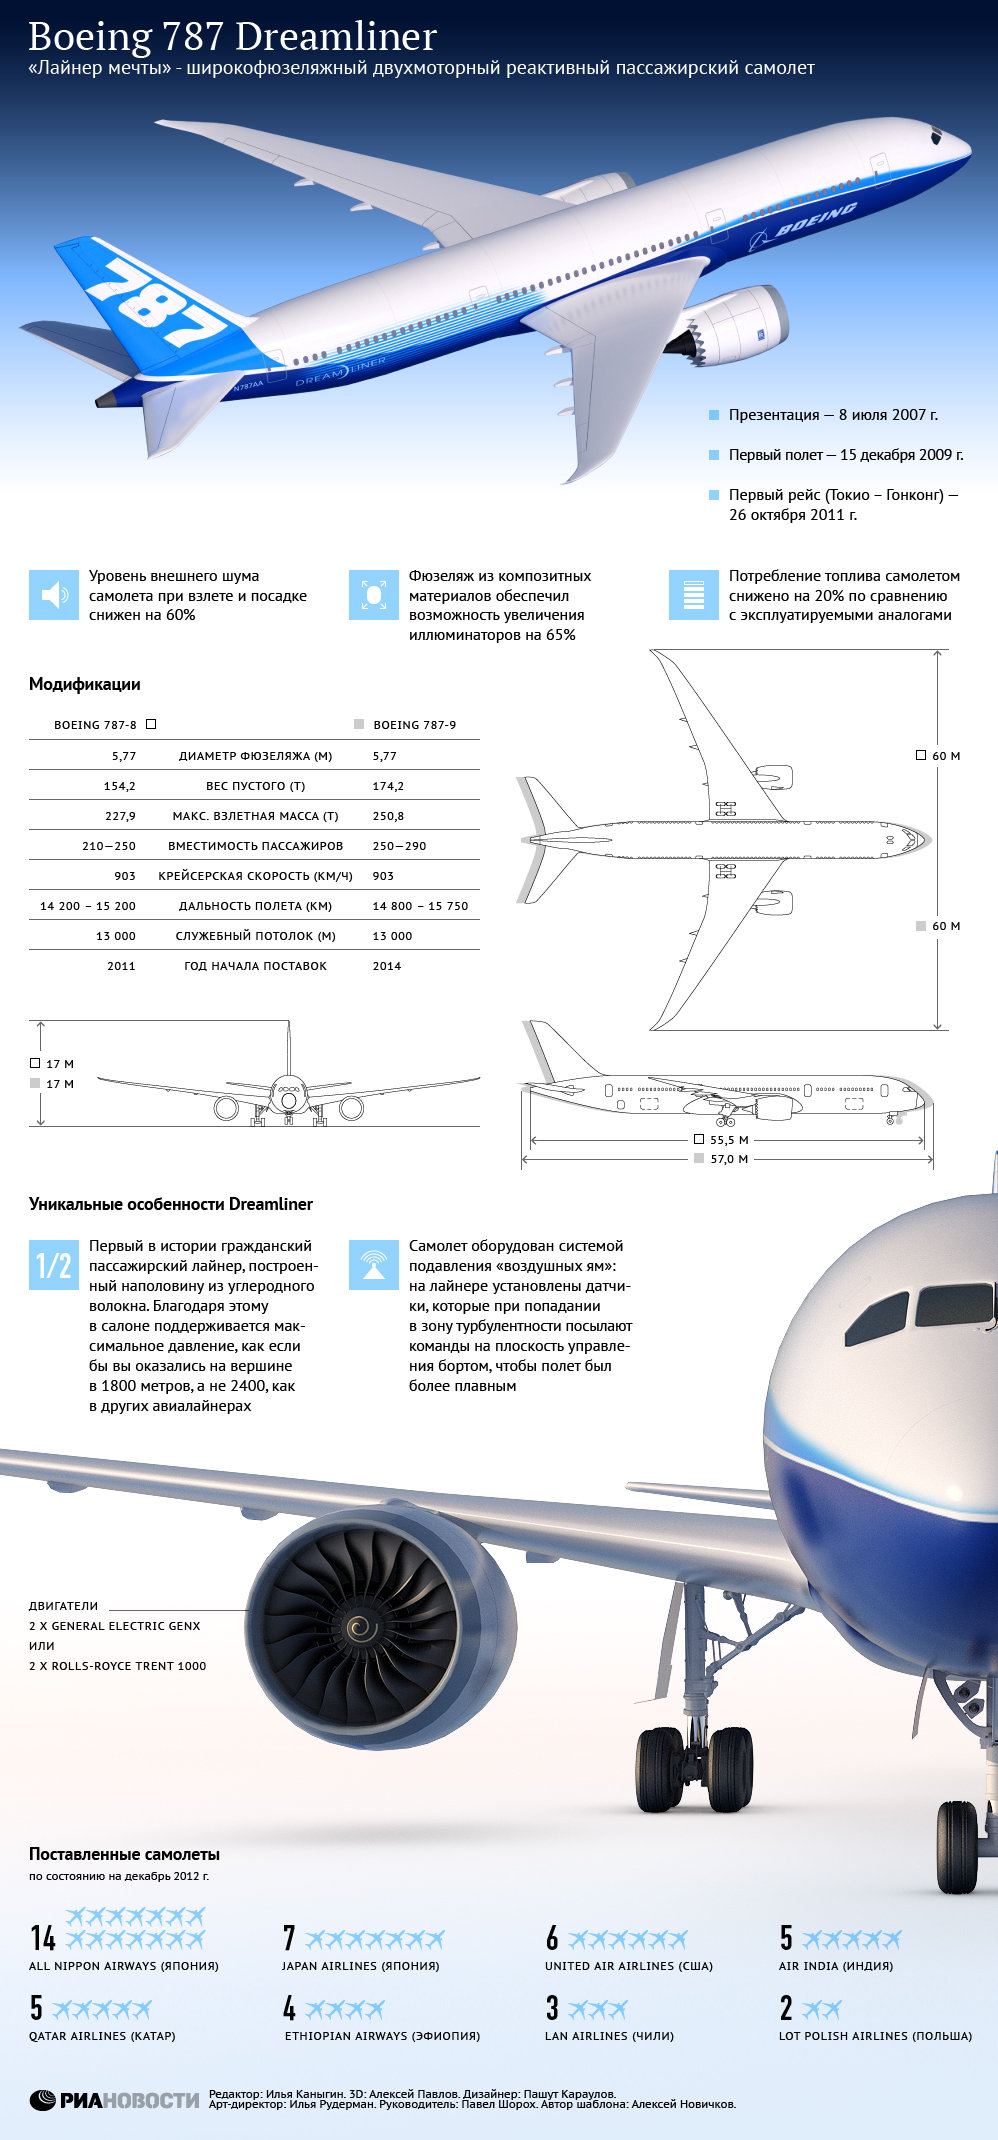 Boeing 787 Dreamliner
«Лайнер мечты» - широкофюзеляжный двухмоторный реактивный пассажирский самолет
BOEING
787
N787AA
DREAMLINER
Презентация — 8 июля 2007 г.
Первый полет — 15 декабря 2009 г.
Первый рейс (Токио – Гонконг) —
26 октября 2011 г.
Уровень внешнего шума
самолета при взлете и посадке
снижен на 60%
Фюзеляж из композитных
материалов обеспечил
возможность увеличения
иллюминаторов на 65%
Потребление топлива самолетом
снижено на 20% по сравнению
с эксплуатируемыми аналогами
Модификации
BOEING 787-8 BOEING 787-9
5,77 ДИАМЕТР ФЮЗЕЛЯЖА (М) 5,77
154,2 ВЕС ПУСТОГО (Т) 174,2
227,9 МАКС. ВЗЛЕТНАЯ МАССА (Т) 250,8
210—250 ВМЕСТИМОСТЬ ПАССАЖИРОВ 250—290
903 КРЕЙСЕРСКАЯ СКОРОСТЬ (КМ/Ч) 903
14 200 – 15 200 ДАЛЬНОСТЬ ПОЛЕТА (КМ) 14 800 – 15 750
13 000 СЛУЖЕБНЫЙ ПОТОЛОК (М) 13 000
2011 ГОД НАЧАЛА ПОСТАВОК 2014
60 М
60 М
17 М
17 М
55,5 М
57,0 М
Уникальные особенности Dreamliner
1/2
Первый в истории гражданский
пассажирский лайнер, построен-
ный наполовину из углеродного
волокна. Благодаря этому
в салоне поддерживается мак-
симальное давление, как если
бы вы оказались на вершине
в 1800 метров, а не 2400, как
в других авиалайнерах
Самолет оборудован системой
подавления «воздушных ям»:
на лайнере установлены датчи-
ки, которые при попадании
в зону турбулентности посылают
команды на плоскость управле-
ния бортом, чтобы полет был
более плавным
ДВИГАТЕЛИ
2 X GENERAL ELECTRIC GENX
ИЛИ
2 X ROLLS-ROYCE TRENT 1000
Поставленные самолеты
по состоянию на декабрь 2012 г.
14
ALL NIPPON AIRWAYS (ЯПОНИЯ)
7
JAPAN AIRLINES (ЯПОНИЯ)
6
UNITED AIR AIRLINES (США)
5
AIR INDIA (ИНДИЯ)
5
QATAR AIRLINES (КАТАР)
4
ETHIOPIAN AIRWAYS (ЭФИОПИЯ)
3
LAN AIRLINES (ЧИЛИ)
2
LOT POLISH AIRLINES (ПОЛЬША)
РИАНОВОСТИ
Редактор: Илья Каныгин. 3D: Алексей Павлов. Дизайнер: Пашут Караулов.
Арт-директор: Илья Рудерман. Руководитель: Павел Шорох. Автор шаблона: Алексей Новичков.